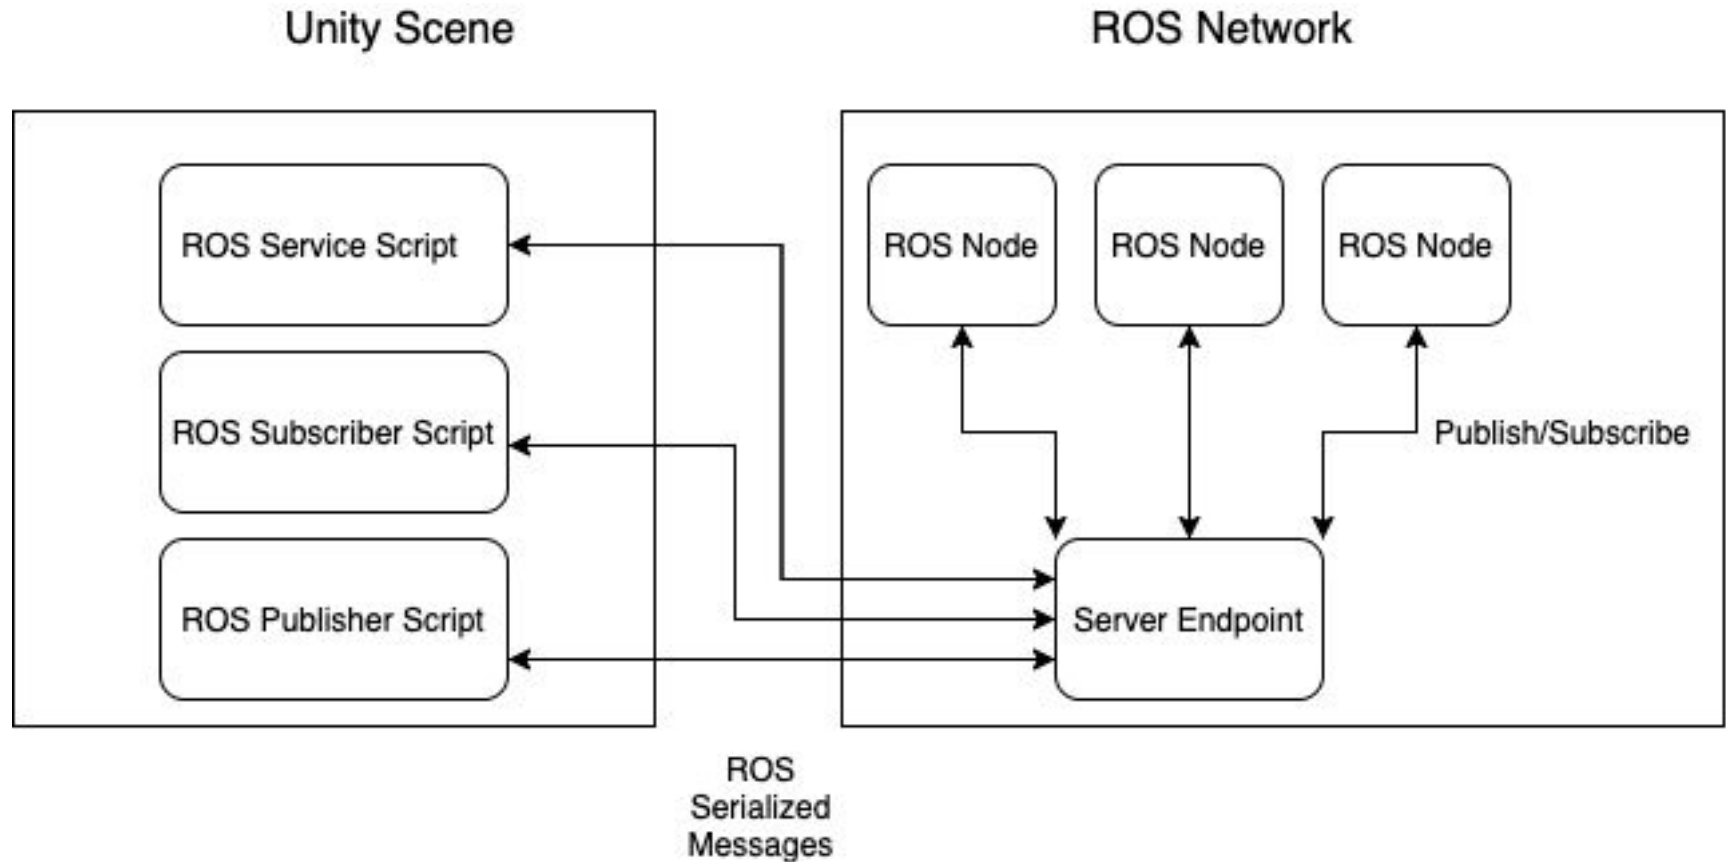 Unity Scene
ROS Network
ROS Service Script
ROS Node
ROS Node
ROS Node
ROS Subscriber Script
Publish/Subscribe
ROS Publisher Script
Server Endpoint
ROS
Serialized
Messages